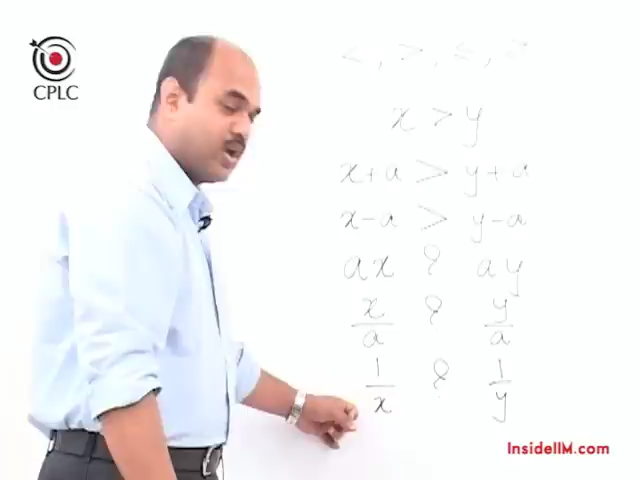 CPLC
<, >, ≤, ≥
x > y
x+a > y+a
x-a > y-a
ax ? ay
x/a ? y/a
1/x ? 1/y
InsideIIM.com